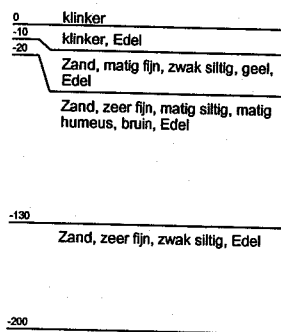 0 klinker
-10
klinker, Edel
-20
Zand, matig fijn, zwak siltig, geel,
Edel
Zand, zeer fijn, matig siltig, matig
humeus, bruin, Edel
-130
Zand, zeer fijn, zwak siltig, Edel
-200